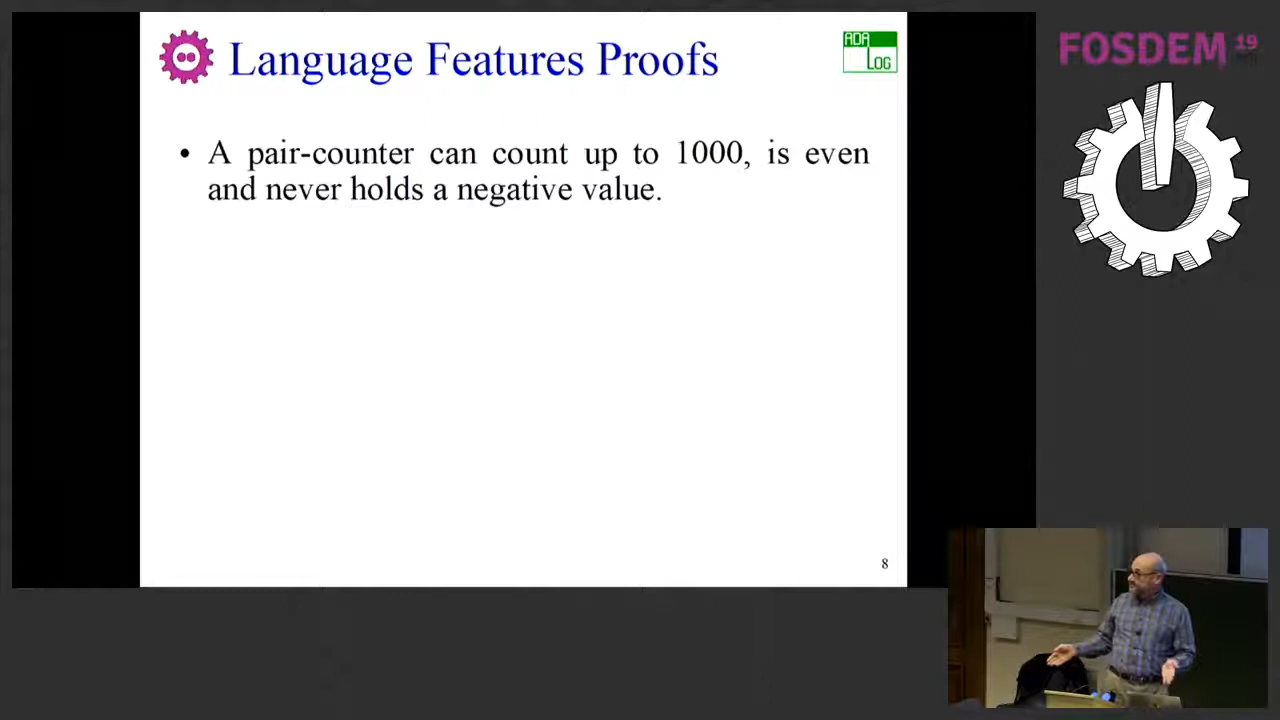 Language Features Proofs
ADA
LOG
FOSDEM 19
• A pair-counter can count up to 1000, is even
and never holds a negative value.
8